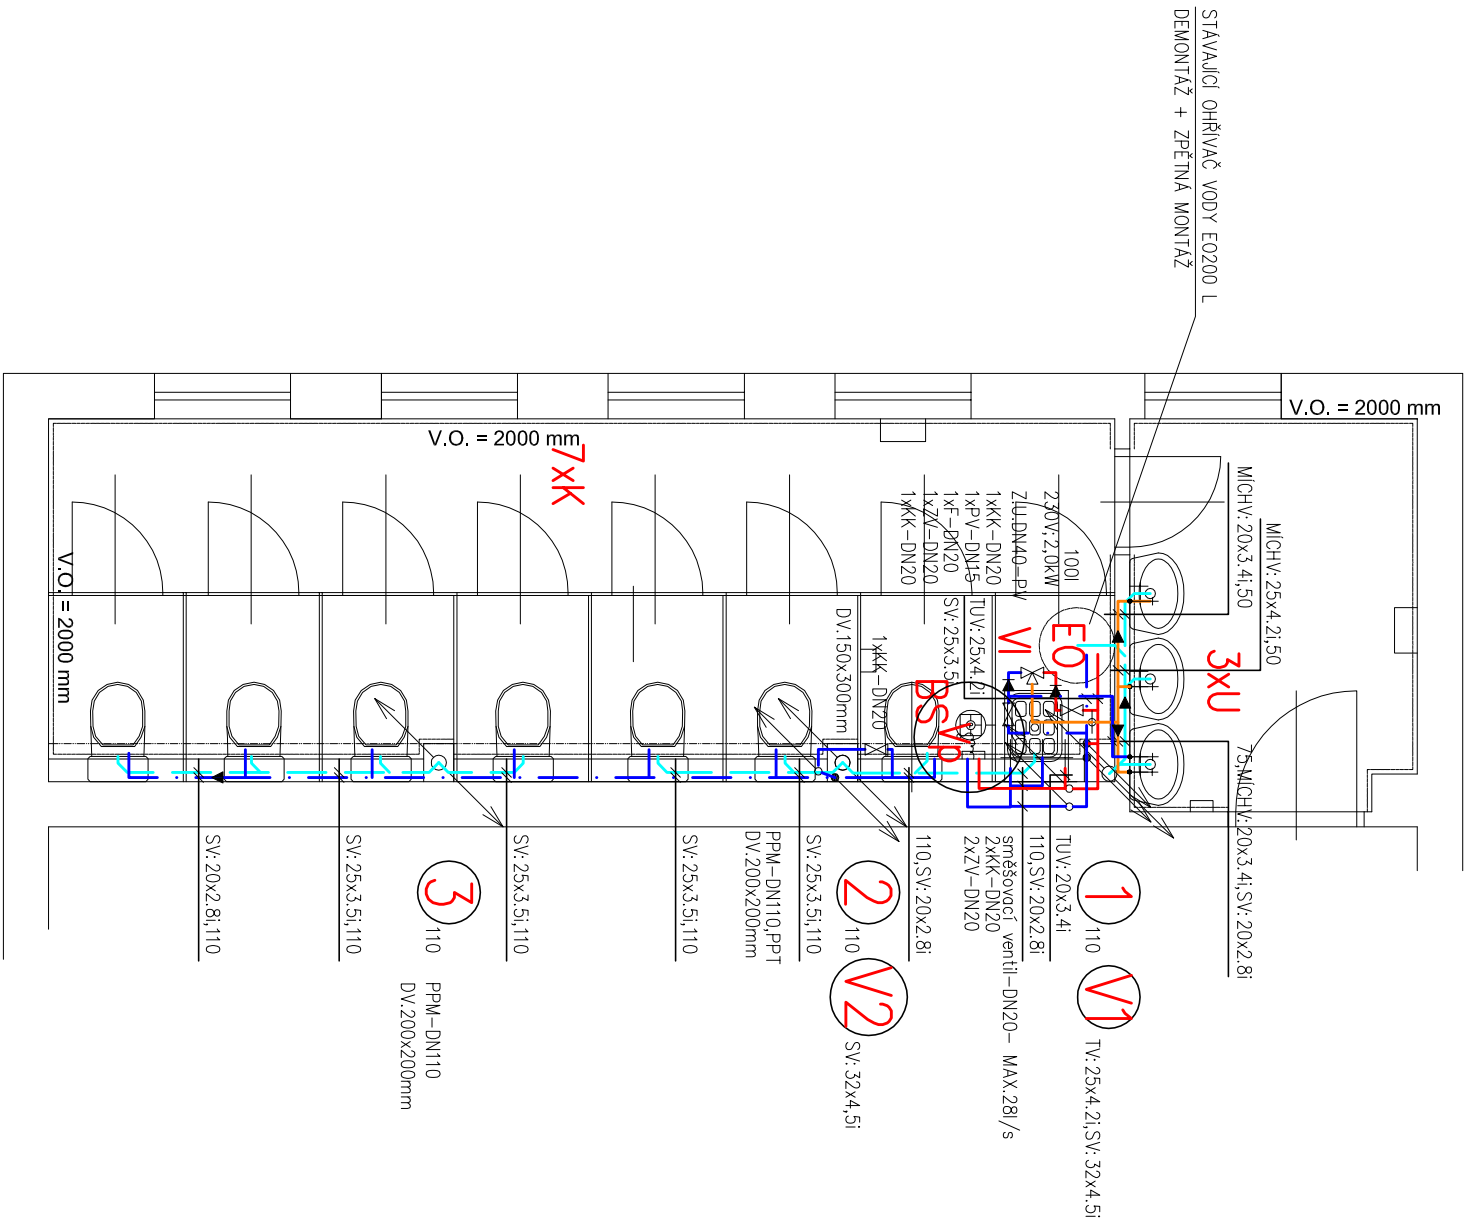 STÁVAJÍCÍ OHŘÍVAČ VODY EO200 L
DEMONTÁŽ + ZPĚTNÁ MONTÁŽ
V.O. = 2000 mm
V.O. = 2000 mm
V.O. = 2000 mm
7xK
MÍCHV: 20x3.4i,50
MÍCHV: 25x4.2i,50
3xU
75,MÍCHV: 20x3.4i,SV: 20x2.8i
100l
230V; 2,0kW
Z.U.DN40-PV
1xKK-DN20
1xPV-DN15
1xF-DN20
1xZV-DN20
1xKK-DN20
TUV: 25x4.2i
SV: 25x3.5i
EO
VI
BSVp
1xKK-DN20
DV.150x300mm
TUV: 20x3.4i
110,SV: 20x2.8i
směšovací ventil-DN20- MAX.28l/s
2xKK-DN20
2xZV-DN20
110,SV: 20x2.8i
SV: 25x3.5i,110
PPM-DN110,PPT
DV.200x200mm
SV: 25x3.5i,110
SV: 25x3.5i,110
SV: 25x3.5i,110
SV: 20x2.8i,110
1
110
V1
TV: 25x4.2i,SV: 32x4.5i
2
110
V2
SV: 32x4,5i
3
110
PPM-DN110
DV.200x200mm